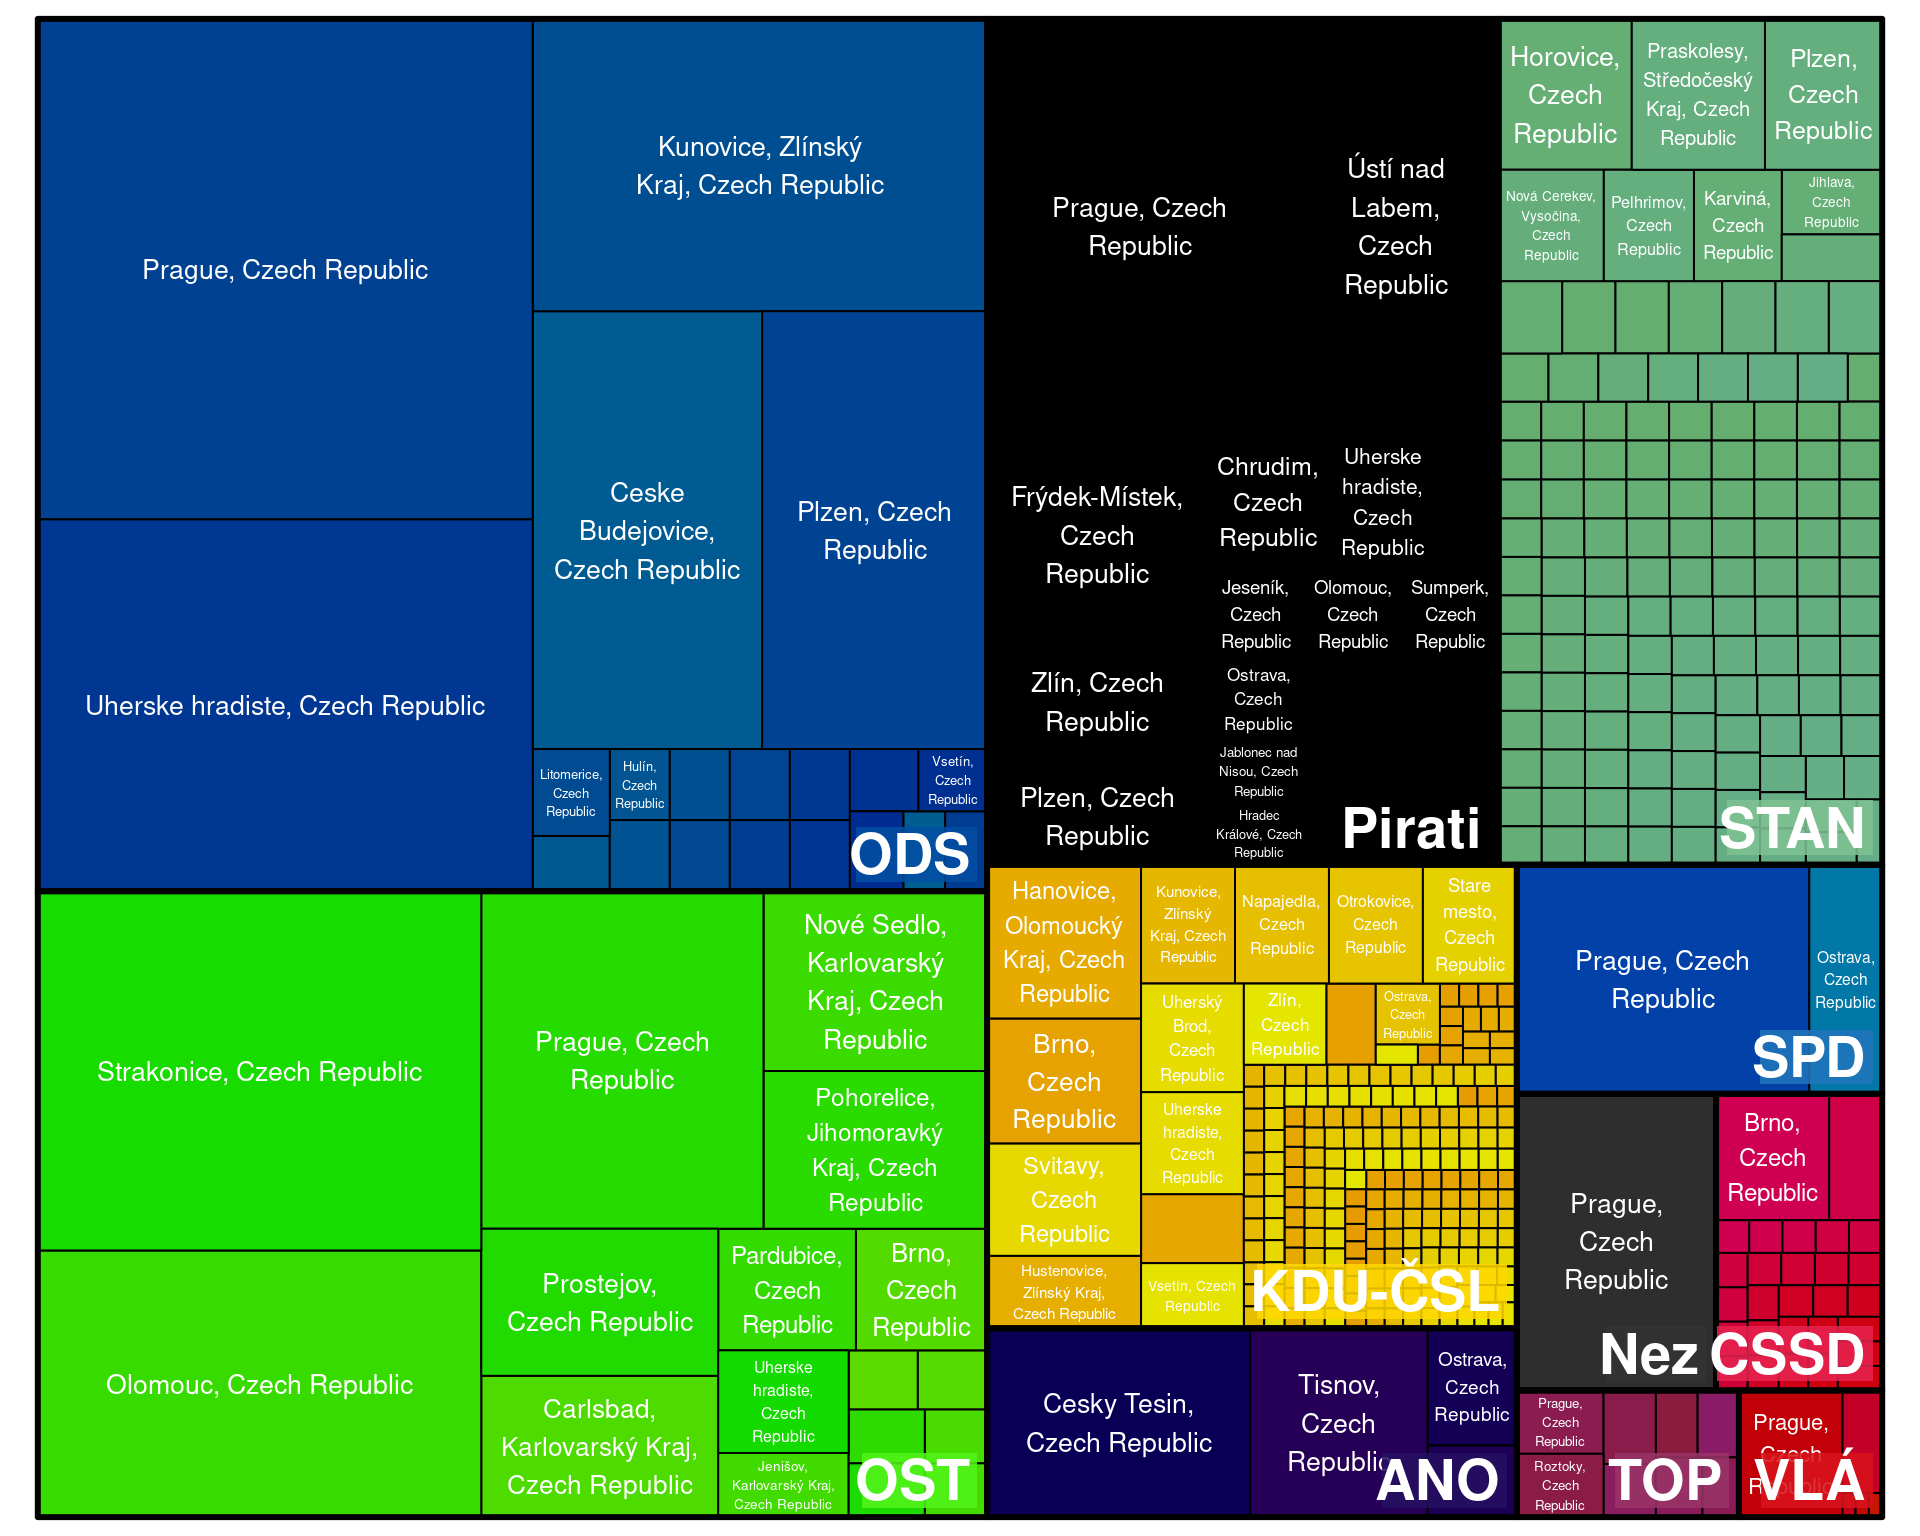 Prague, Czech Republic
Uherske hradiste, Czech Republic
Kunovice, Zlínský
Kraj, Czech Republic
Ceske
Budejovice,
Czech Republic
Plzen, Czech
Republic
Litomerice,
Czech
Republic
Hulín,
Czech
Republic
Vsetín,
Czech
Republic
ODS
Prague, Czech
Republic
Ústí nad
Labem,
Czech
Republic
Frýdek-Místek,
Czech
Republic
Chrudim,
Czech
Republic
Uherske
hradiste,
Czech
Republic
Jeseník,
Czech
Republic
Olomouc,
Czech
Republic
Sumperk,
Czech
Republic
Zlín, Czech
Republic
Ostrava,
Czech
Republic
Plzen, Czech
Republic
Jablonec nad
Nisou, Czech
Republic
Hradec
Králové, Czech
Republic
Pirati
Horovice,
Czech
Republic
Praskolesy,
Středočeský
Kraj, Czech
Republic
Plzen,
Czech
Republic
Nová Cerekev,
Vysočina,
Czech
Republic
Pelhrimov,
Czech
Republic
Karviná,
Czech
Republic
Jihlava,
Czech
Republic
STAN
Strakonice, Czech Republic
Olomouc, Czech Republic
Prague, Czech
Republic
Nové Sedlo,
Karlovarský
Kraj, Czech
Republic
Pohorelice,
Jihomoravký
Kraj, Czech
Republic
Prostejov,
Czech Republic
Carlsbad,
Karlovarský Kraj,
Czech Republic
Pardubice,
Czech
Republic
Brno,
Czech
Republic
Uherske
hradiste,
Czech
Republic
Jenišov,
Karlovarský Kraj,
Czech Republic
OST
Hanovice,
Olomoucký
Kraj, Czech
Republic
Brno,
Czech
Republic
Svitavy,
Czech
Republic
Hustenovice,
Zlínský Kraj,
Czech Republic
Kunovice,
Zlínský
Kraj, Czech
Republic
Napajedla,
Czech
Republic
Otrokovice,
Czech
Republic
Stare
mesto,
Czech
Republic
Uherský
Brod,
Czech
Republic
Zlín,
Czech
Republic
Ostrava,
Czech
Republic
Uherske
hradiste,
Czech
Republic
Vsetín, Czech
Republic
KDU-ČSL
Cesky Tesin,
Czech Republic
Tisnov,
Czech
Republic
Ostrava,
Czech
Republic
ANO
Prague, Czech
Republic
Ostrava,
Czech
Republic
SPD
Prague,
Czech
Republic
Nez
Brno,
Czech
Republic
CSSD
Prague,
Czech
Republic
Roztoky,
Czech
Republic
TOP
Prague,
Czech
Republic
VLÁ